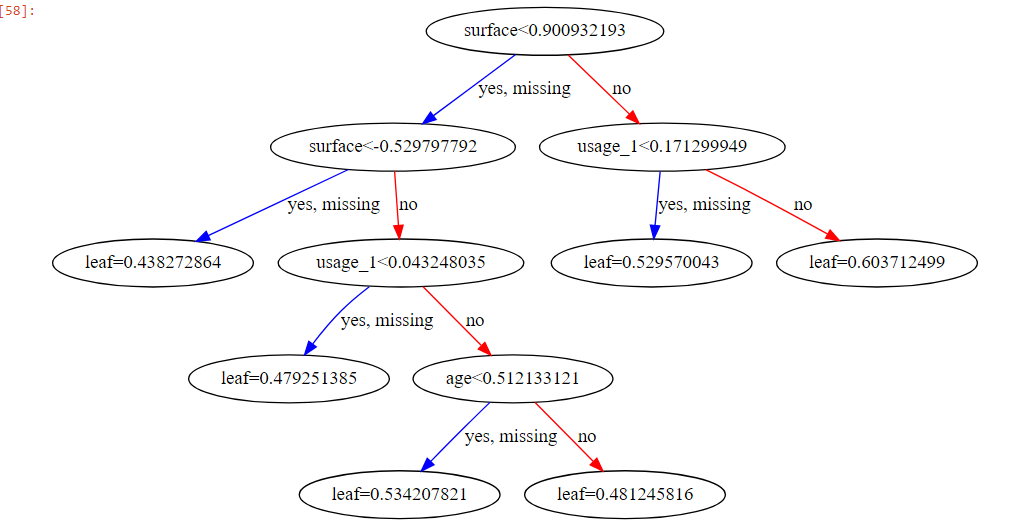 [58]:
surface<0.900932193
yes, missing
no
surface<-0.529797792
usage_1<0.171299949
yes, missing
no
yes, missing
no
leaf=0.438272864
usage_1<0.043248035
leaf=0.529570043
leaf=0.603712499
yes, missing
no
leaf=0.479251385
age<0.512133121
yes, missing
no
leaf=0.534207821
leaf=0.481245816